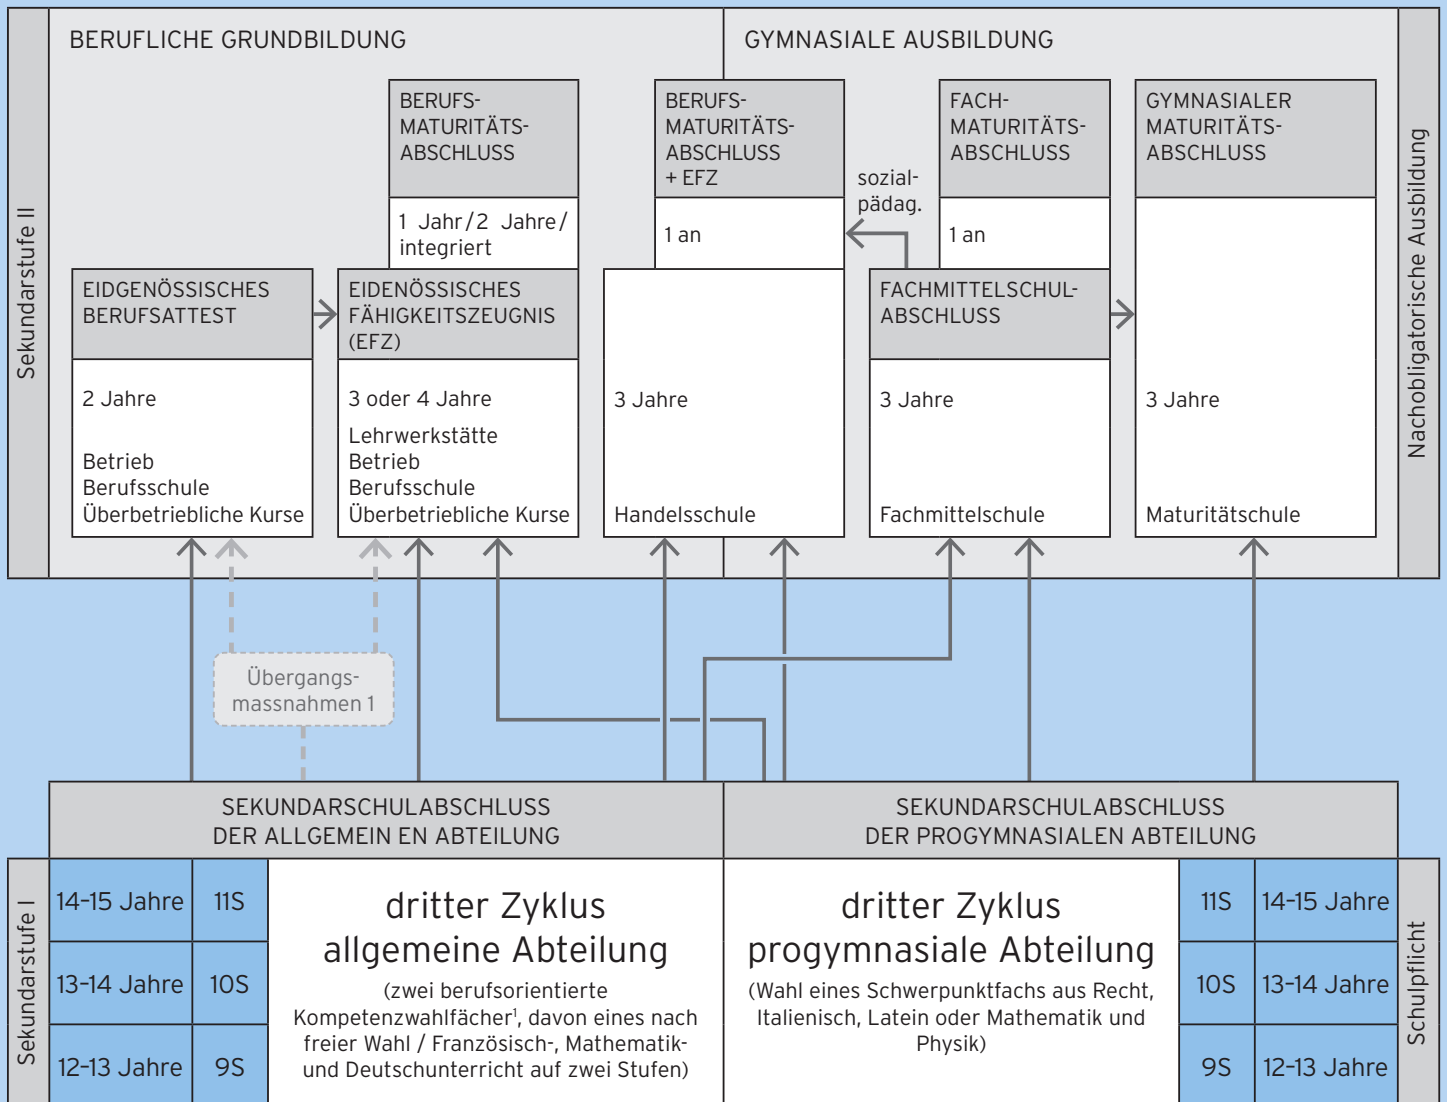 Sekundarstufe II
BERUFLICHE GRUNDBILDUNG
GYMNASIALE AUSBILDUNG
Nachobligatorische Ausbildung
BERUFS-
MATURITÄTS-
ABSCHLUSS
1 Jahr/2 Jahre/
integriert
BERUFS-
MATURITÄTS-
ABSCHLUSS
+ EFZ
1 an
sozial-
pädag.
FACH-
MATURITÄTS-
ABSCHLUSS
1 an
GYMNASIALER
MATURITÄTS-
ABSCHLUSS
EIDGENÖSSISCHES
BERUFSATTEST
2 Jahre
Betrieb
Berufsschule
Überbetriebliche Kurse
EIDENÖSSISCHES
FÄHIGKEITSZEUGNIS
(EFZ)
3 oder 4 Jahre
Lehrwerkstätte
Betrieb
Berufsschule
Überbetriebliche Kurse
3 Jahre
Handelsschule
FACHMITTELSCHUL-
ABSCHLUSS
3 Jahre
Fachmittelschule
3 Jahre
Maturitätschule
Übergangs-
massnahmen 1
SEKUNDARSCHULABSCHLUSS
DER ALLGEMEIN EN ABTEILUNG
SEKUNDARSCHULABSCHLUSS
DER PROGYMNASIALEN ABTEILUNG
Sekundarstufe I
14-15 Jahre 11S
13-14 Jahre 10S
12-13 Jahre 9S
dritter Zyklus
allgemeine Abteilung
(zwei berufsorientierte
Kompetenzwahlfächer¹, davon eines nach
freier Wahl / Französisch-, Mathematik-
und Deutschunterricht auf zwei Stufen)
dritter Zyklus
progymnasiale Abteilung
(Wahl eines Schwerpunktfachs aus Recht,
Italienisch, Latein oder Mathematik und
Physik)
11S 14-15 Jahre
10S 13-14 Jahre
9S 12-13 Jahre
Schulpflicht